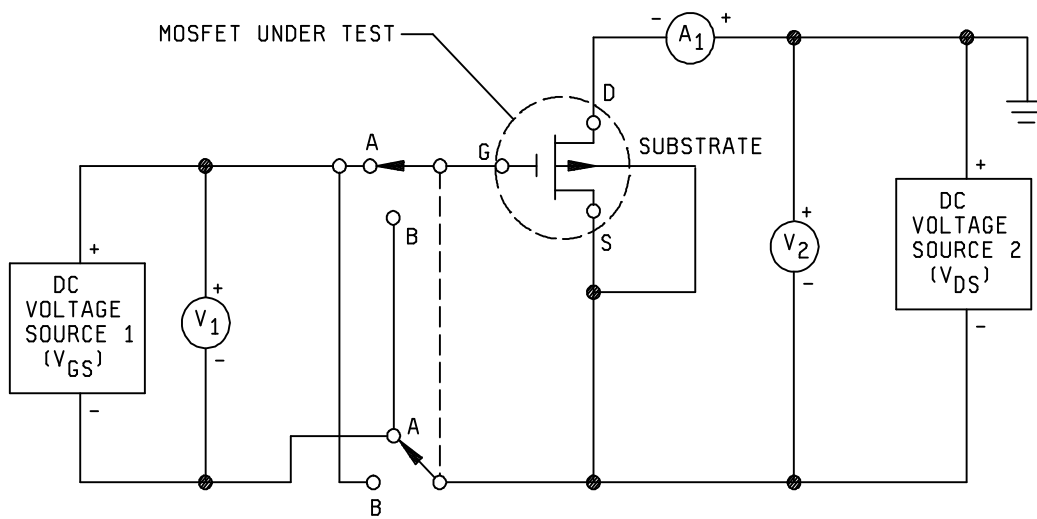 MOSFET UNDER TEST
- A1 +
D
SUBSTRATE
A
G
B
S
+
DC
VOLTAGE
SOURCE 1
(VGS)
-
+
V1
-
A
B
+
V2
-
+
DC
VOLTAGE
SOURCE 2
(VDS)
-